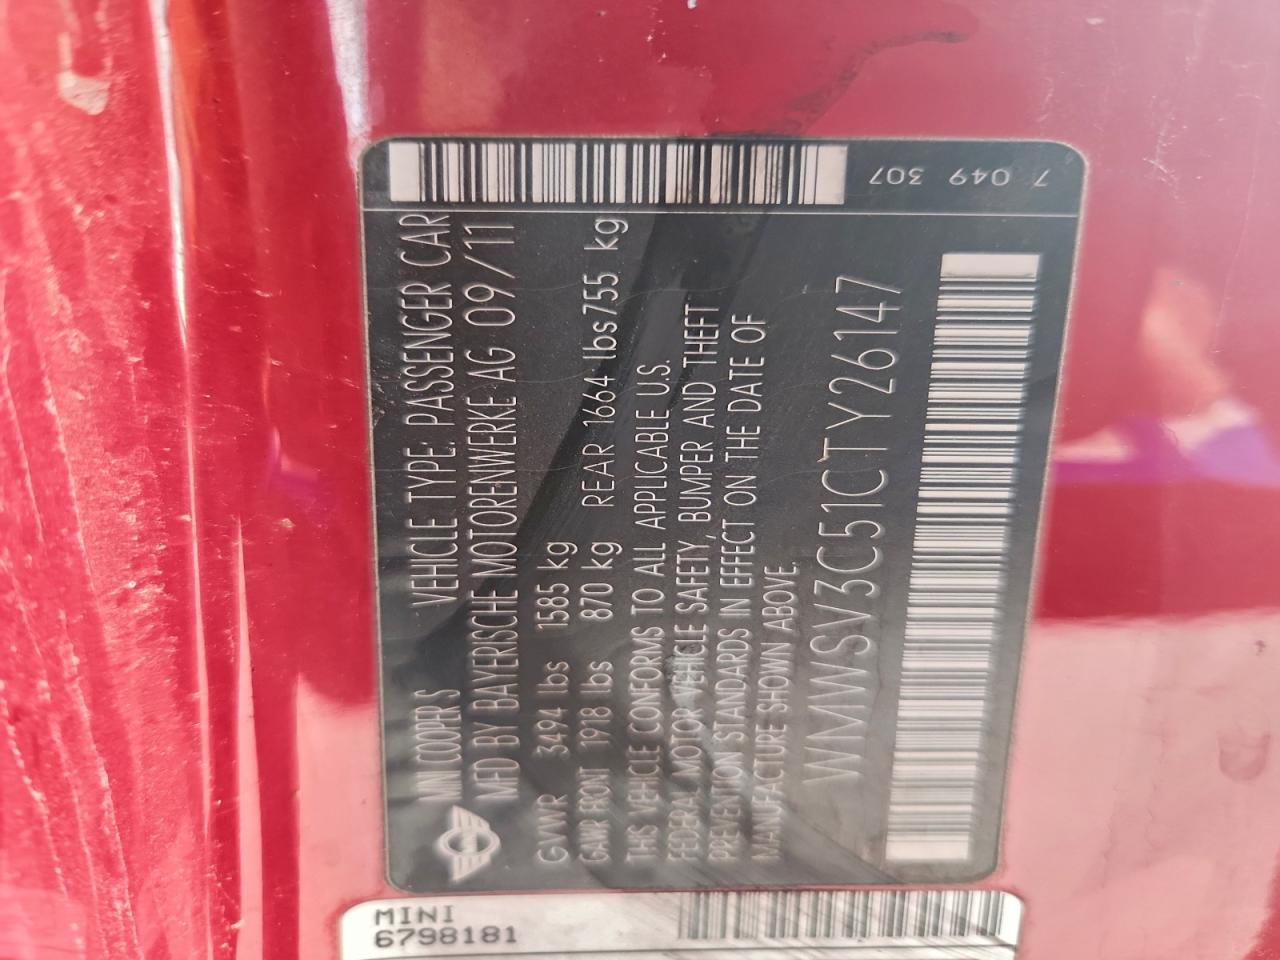 MINI COOPER S VEHICLE TYPE: PASSENGER CAR
MFD BY BAYERISCHE MOTORENWERKE AG 09/11
GVWR 3494 lbs 1585 kg
GAWR FRONT 1918 lbs 870 kg REAR 1664 lbs/755 kg
THIS VEHICLE CONFORMS TO ALL APPLICABLE U.S.
FEDERAL MOTOR VEHICLE SAFETY, BUMPER AND THEFT
PREVENTION STANDARDS IN EFFECT ON THE DATE OF
MANUFACTURE SHOWN ABOVE.
WMWSV3C51CTY26147
7 049 307
MINI
6798181